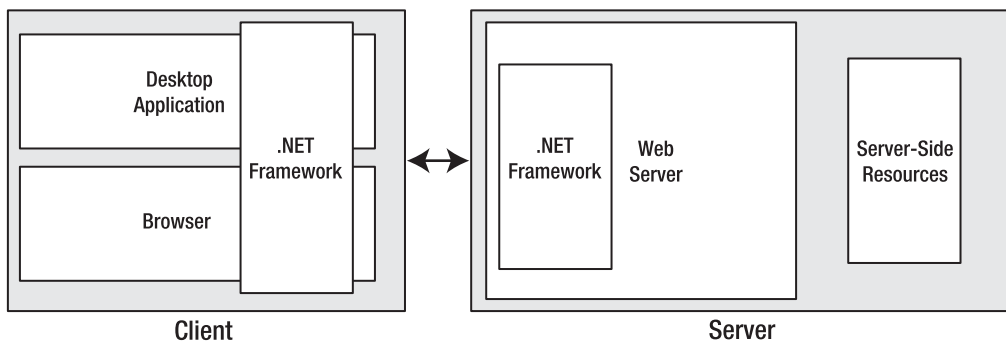 Desktop
Application
.NET
Framework
Browser
Client
.NET
Framework
Web
Server
Server-Side
Resources
Server